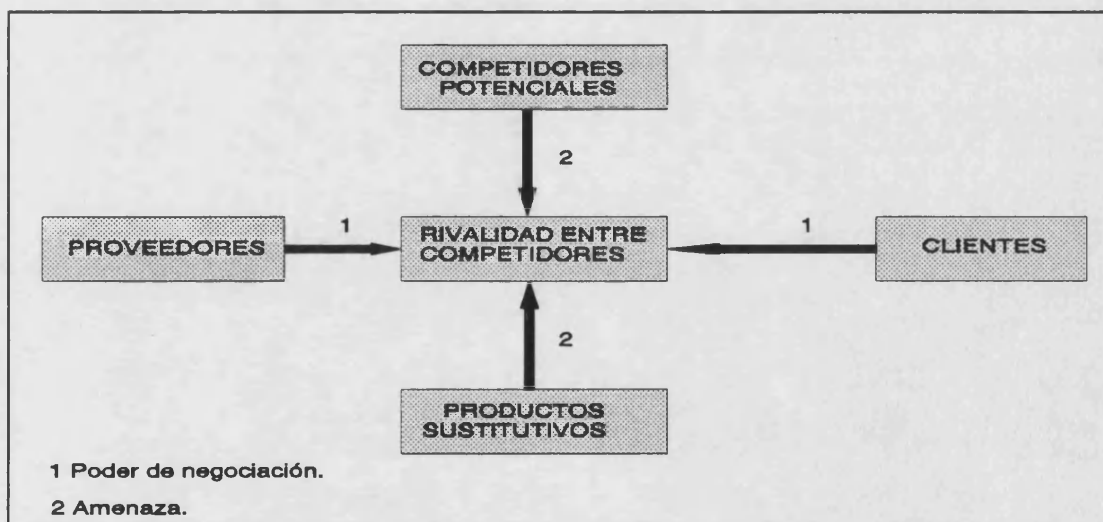 COMPETIDORES
POTENCIALES
2
1
1
PROVEEDORES
RIVALIDAD ENTRE
COMPETIDORES
CLIENTES
2
PRODUCTOS
SUSTITUTIVOS
1 Poder de negociación.
2 Amenaza.